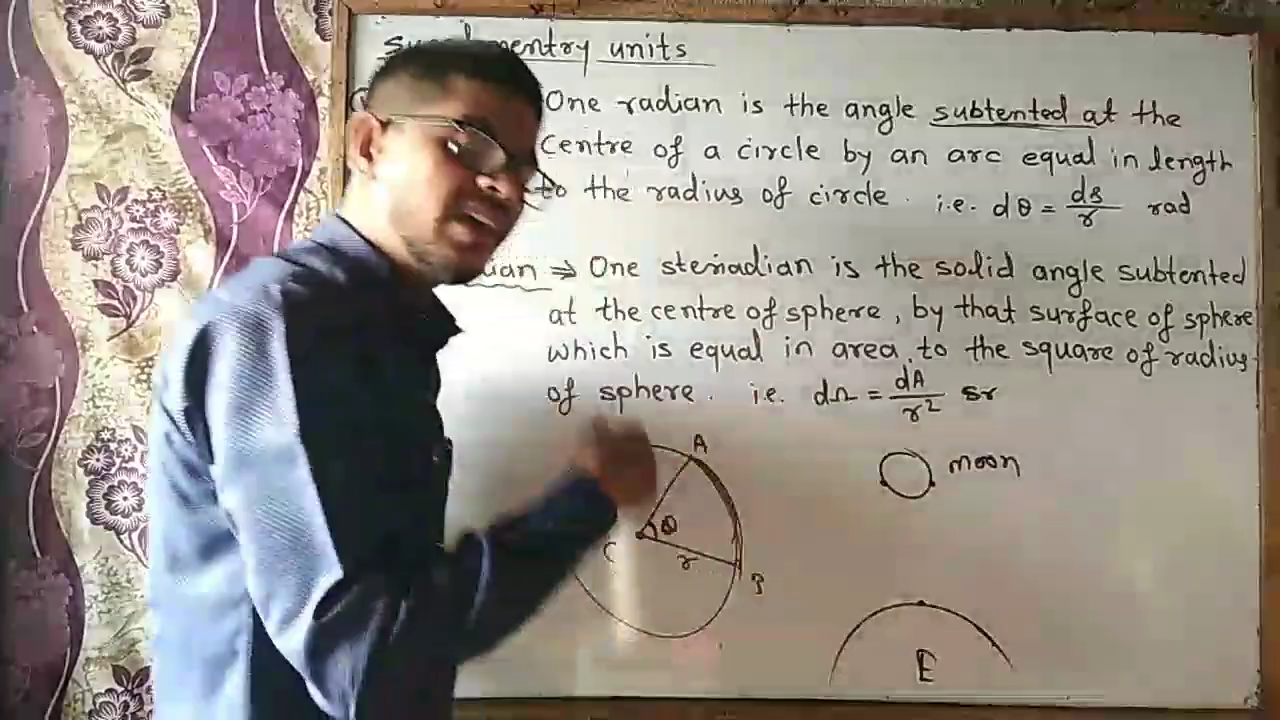 entry units
One radian is the angle subtented at the
Centre of a circle by an arc equal in length
to the radius of circle. i.e. dθ = ds/r rad
ian ⇒ One steriadian is the solid angle subtented
at the centre of sphere, by that surface of sphere
which is equal in area, to the square of radius
of sphere. i.e. dΩ = dA/r² sr
A
moon
θ
C
r
B
E